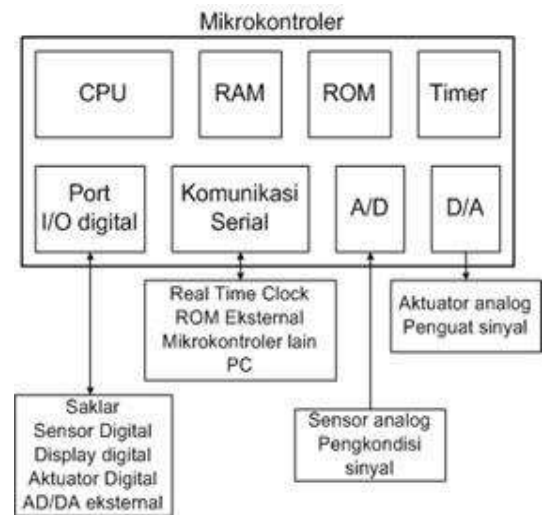 Mikrokontroler
CPU
RAM
ROM
Timer
Port
I/O digital
Komunikasi
Serial
A/D
D/A
Real Time Clock
ROM Eksternal
Mikrokontroler lain
PC
Aktuator analog
Penguat sinyal
Saklar
Sensor Digital
Display digital
Aktuator Digital
AD/DA eksternal
Sensor analog
Pengkondisi
sinyal